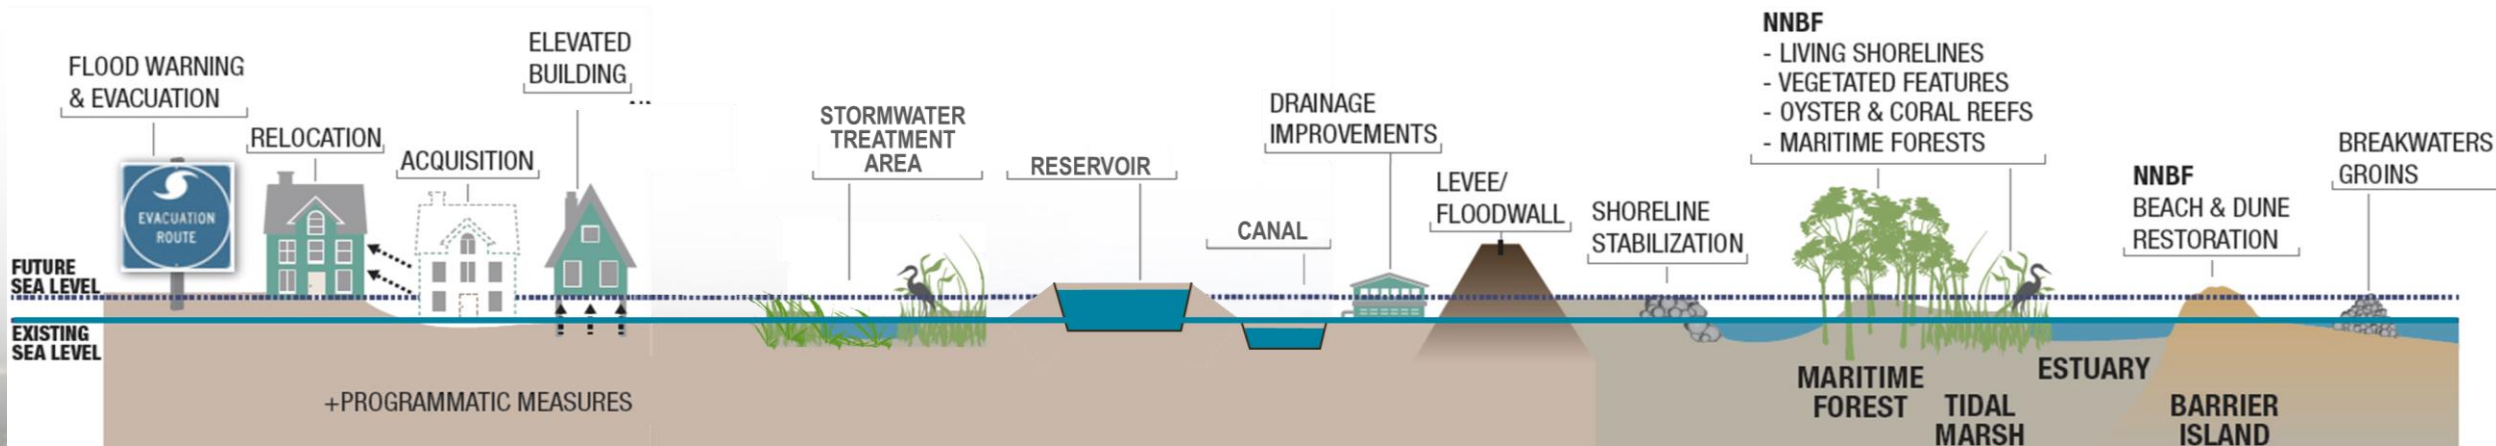 FLOOD WARNING
& EVACUATION
RELOCATION
ACQUISITION
ELEVATED
BUILDING
STORMWATER
TREATMENT
AREA
RESERVOIR
CANAL
DRAINAGE
IMPROVEMENTS
LEVEE/
FLOODWALL
SHORELINE
STABILIZATION
NNBF
- LIVING SHORELINES
- VEGETATED FEATURES
- OYSTER & CORAL REEFS
- MARITIME FORESTS
NNBF
BEACH & DUNE
RESTORATION
BREAKWATERS
GROINS
EVACUATION
ROUTE
FUTURE
SEA LEVEL
EXISTING
SEA LEVEL
+PROGRAMMATIC MEASURES
MARITIME
FOREST
TIDAL
MARSH
ESTUARY
BARRIER
ISLAND